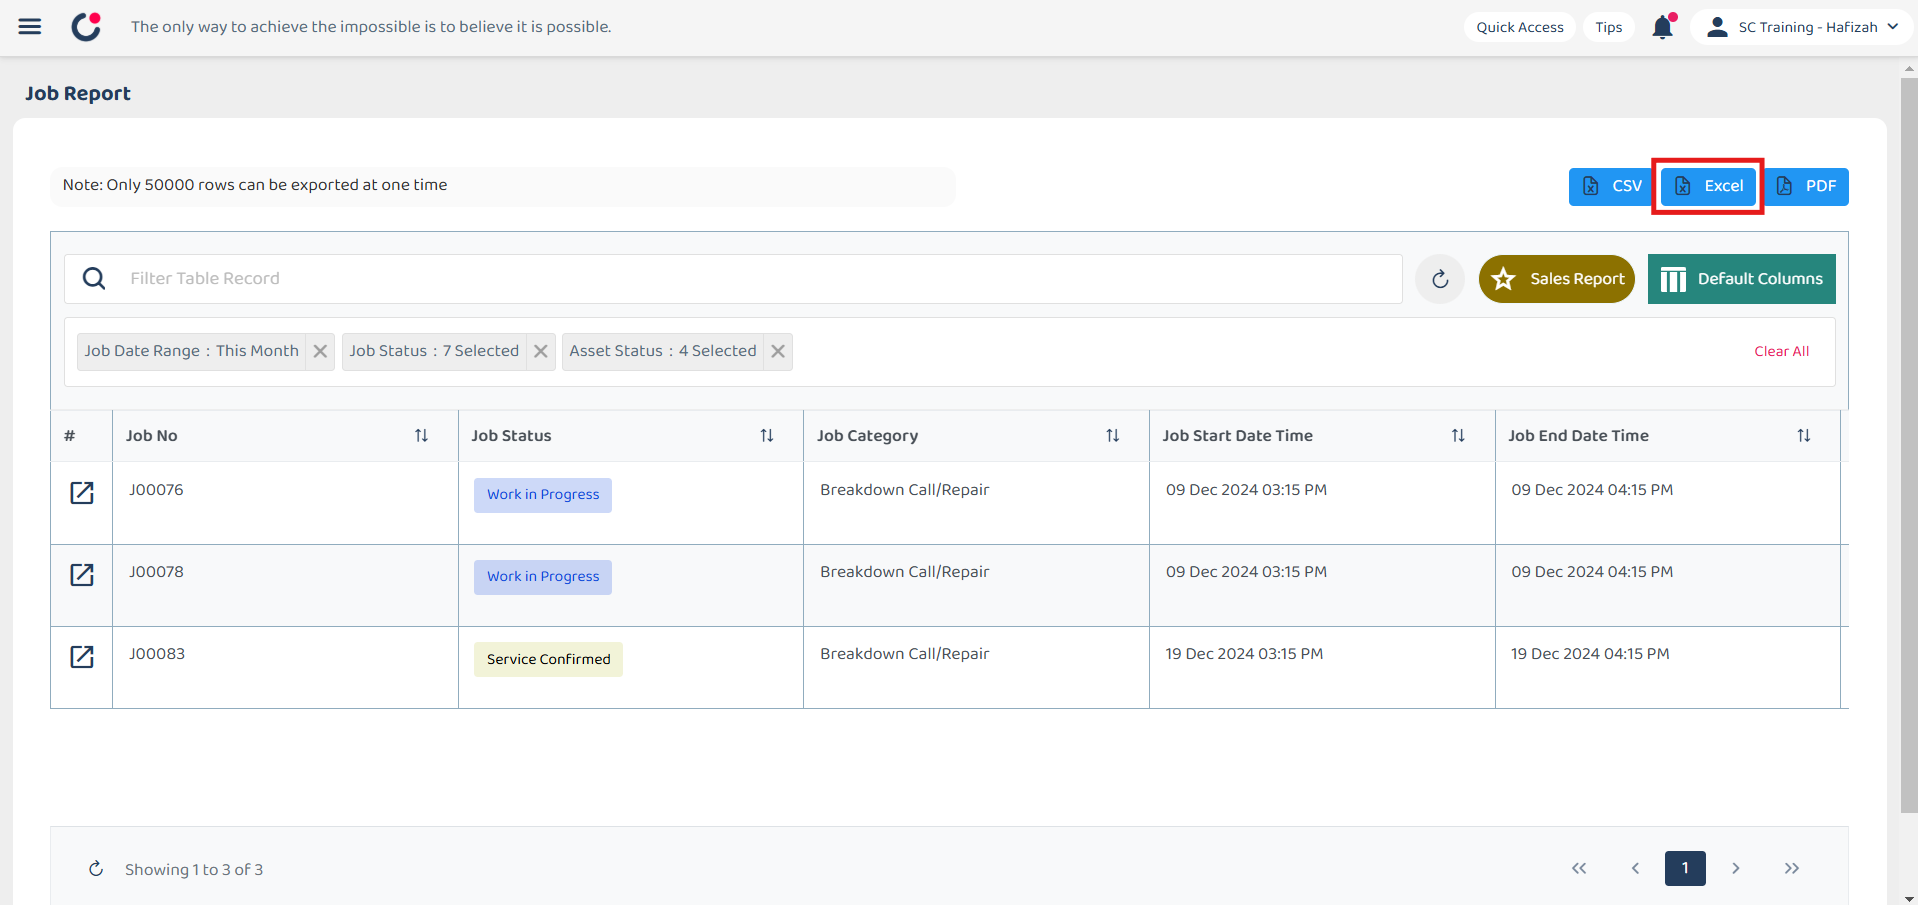 The only way to achieve the impossible is to believe it is possible.
Quick Access
Tips
SC Training - Hafizah
Job Report
Note: Only 50000 rows can be exported at one time
CSV
Excel
PDF
Filter Table Record
Sales Report
Default Columns
Job Date Range : This Month
Job Status : 7 Selected
Asset Status : 4 Selected
Clear All
# Job No Job Status Job Category Job Start Date Time Job End Date Time
J00076 Work in Progress Breakdown Call/Repair 09 Dec 2024 03:15 PM 09 Dec 2024 04:15 PM
J00078 Work in Progress Breakdown Call/Repair 09 Dec 2024 03:15 PM 09 Dec 2024 04:15 PM
J00083 Service Confirmed Breakdown Call/Repair 19 Dec 2024 03:15 PM 19 Dec 2024 04:15 PM
Showing 1 to 3 of 3
1